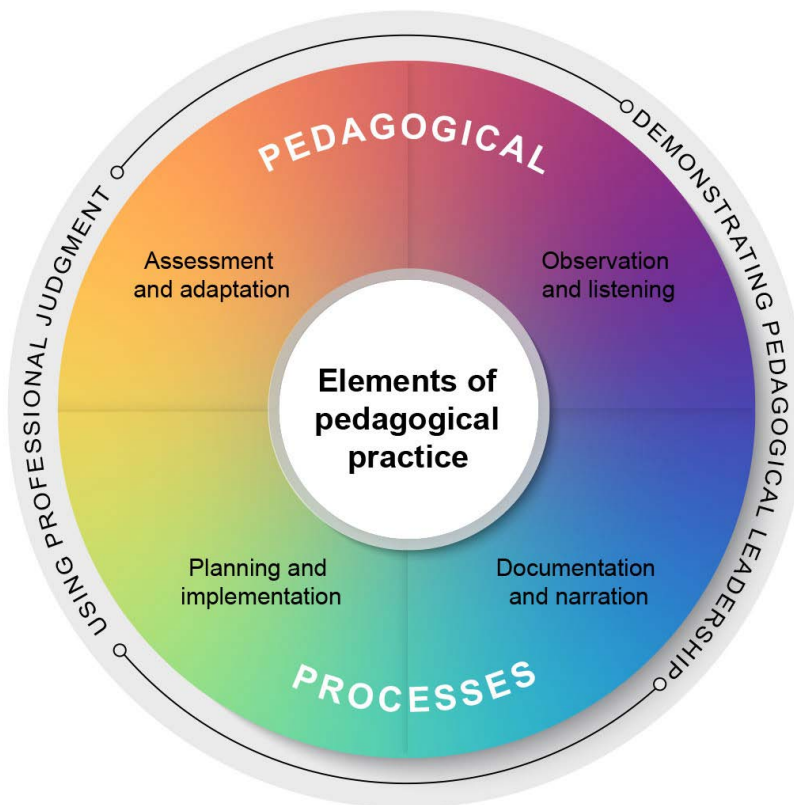 PEDAGOGICAL
DEMONSTRATING PEDAGOGICAL LEADERSHIP
USING PROFESSIONAL JUDGMENT
Assessment
and adaptation
Observation
and listening
Elements of
pedagogical
practice
Planning and
implementation
Documentation
and narration
PROCESSES